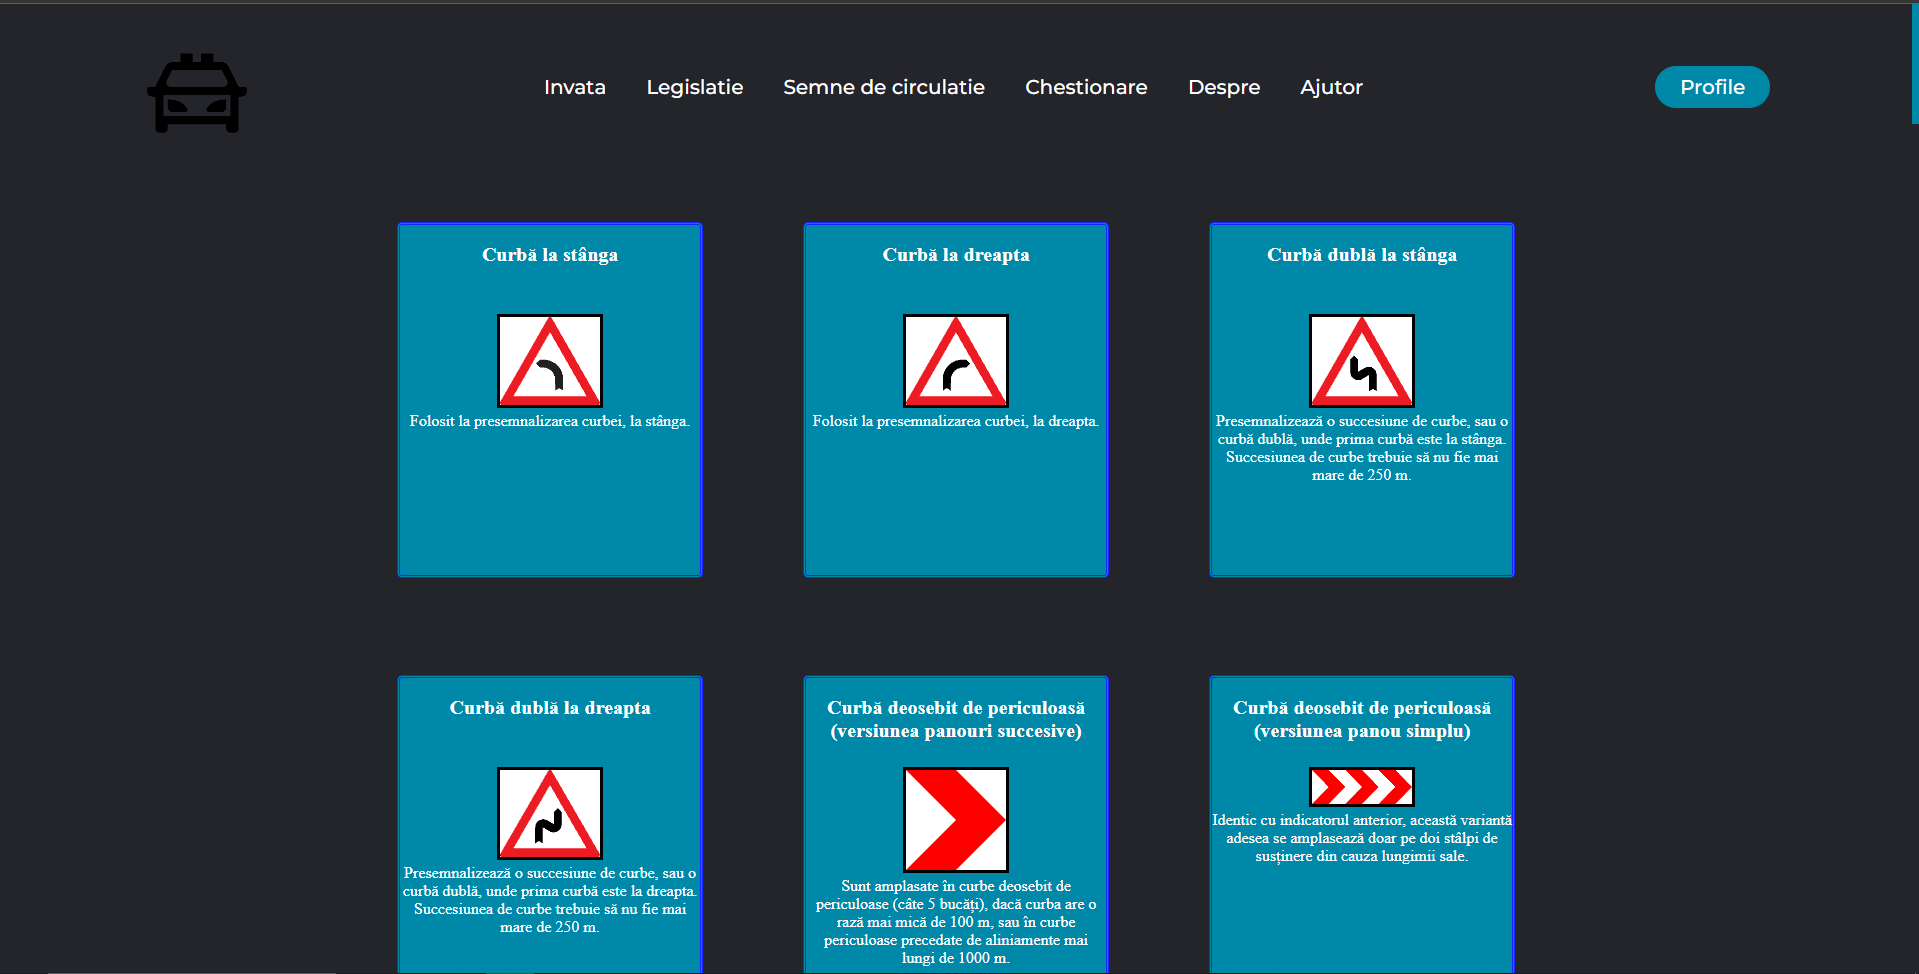 Invata
Legislatie
Semne de circulatie
Chestionare
Despre
Ajutor
Profile
Curbă la stânga
Folosit la presemnalizarea curbei, la stânga.
Curbă la dreapta
Folosit la presemnalizarea curbei, la dreapta.
Curbă dublă la stânga
Presemnalizează o succesiune de curbe, sau o
curbă dublă, unde prima curbă este la stânga.
Succesiunea de curbe trebuie să nu fie mai
mare de 250 m.
Curbă dublă la dreapta
Presemnalizează o succesiune de curbe, sau o
curbă dublă, unde prima curbă este la dreapta.
Succesiunea de curbe trebuie să nu fie mai
mare de 250 m.
Curbă deosebit de periculoasă
(versiunea panouri succesive)
Sunt amplasate în curbe deosebit de
periculoase (câte 5 bucăți), dacă curba are o
rază mai mică de 100 m, sau în curbe
periculoase precedate de aliniamente mai
lungi de 1000 m.
Curbă deosebit de periculoasă
(versiunea panou simplu)
Identic cu indicatorul anterior, această variantă
adesea se amplasează doar pe doi stâlpi de
susținere din cauza lungimii sale.